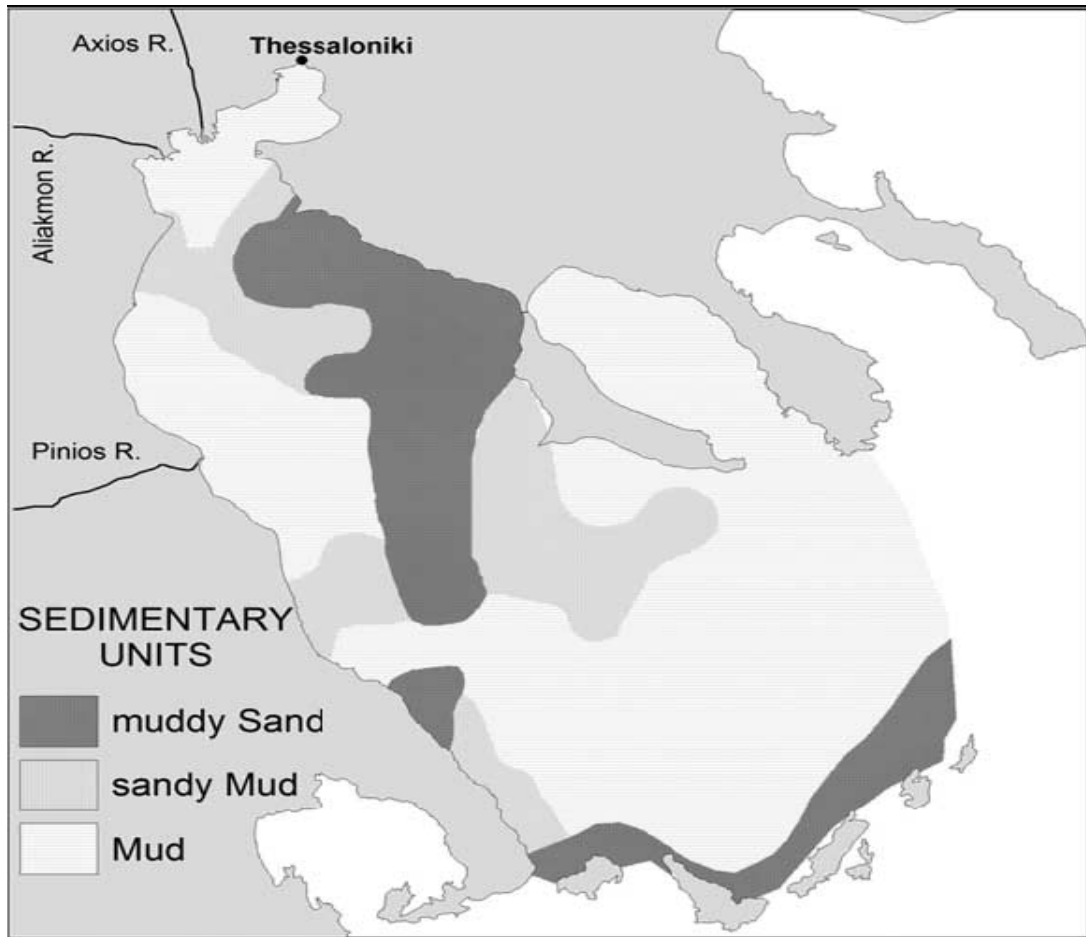 Axios R.
Thessaloniki
Aliakmon R.
Pinios R.
SEDIMENTARY
UNITS
muddy Sand
sandy Mud
Mud